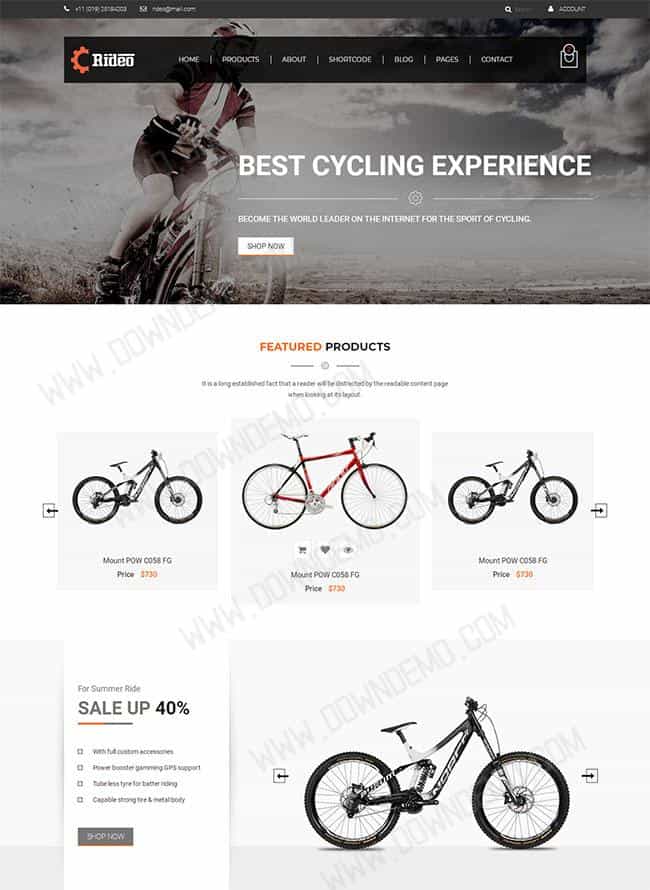 +11 (019) 25184203
rideo@mail.com
Search
ACCOUNT
Rideo
HOME
PRODUCTS
ABOUT
SHORTCODE
BLOG
PAGES
CONTACT
BEST CYCLING EXPERIENCE
BECOME THE WORLD LEADER ON THE INTERNET FOR THE SPORT OF CYCLING.
SHOP NOW
FEATURED PRODUCTS
It is a long established fact that a reader will be distracted by the readable content page
when looking at its layout.
Mount POW C058 FG
Price $730
Mount POW C058 FG
Price $730
Mount POW C058 FG
Price $730
For Summer Ride
SALE UP 40%
With full custom accessories
Power booster gamming GPS support
Tube less tyre for batter riding
Capable strong tire & metal body
SHOP NOW
NORCO
WWW.DOWNDEMO.COM
WWW.DOWNDEMO.COM
WWW.DOWNDEMO.COM
WWW.DOWNDEMO.COM